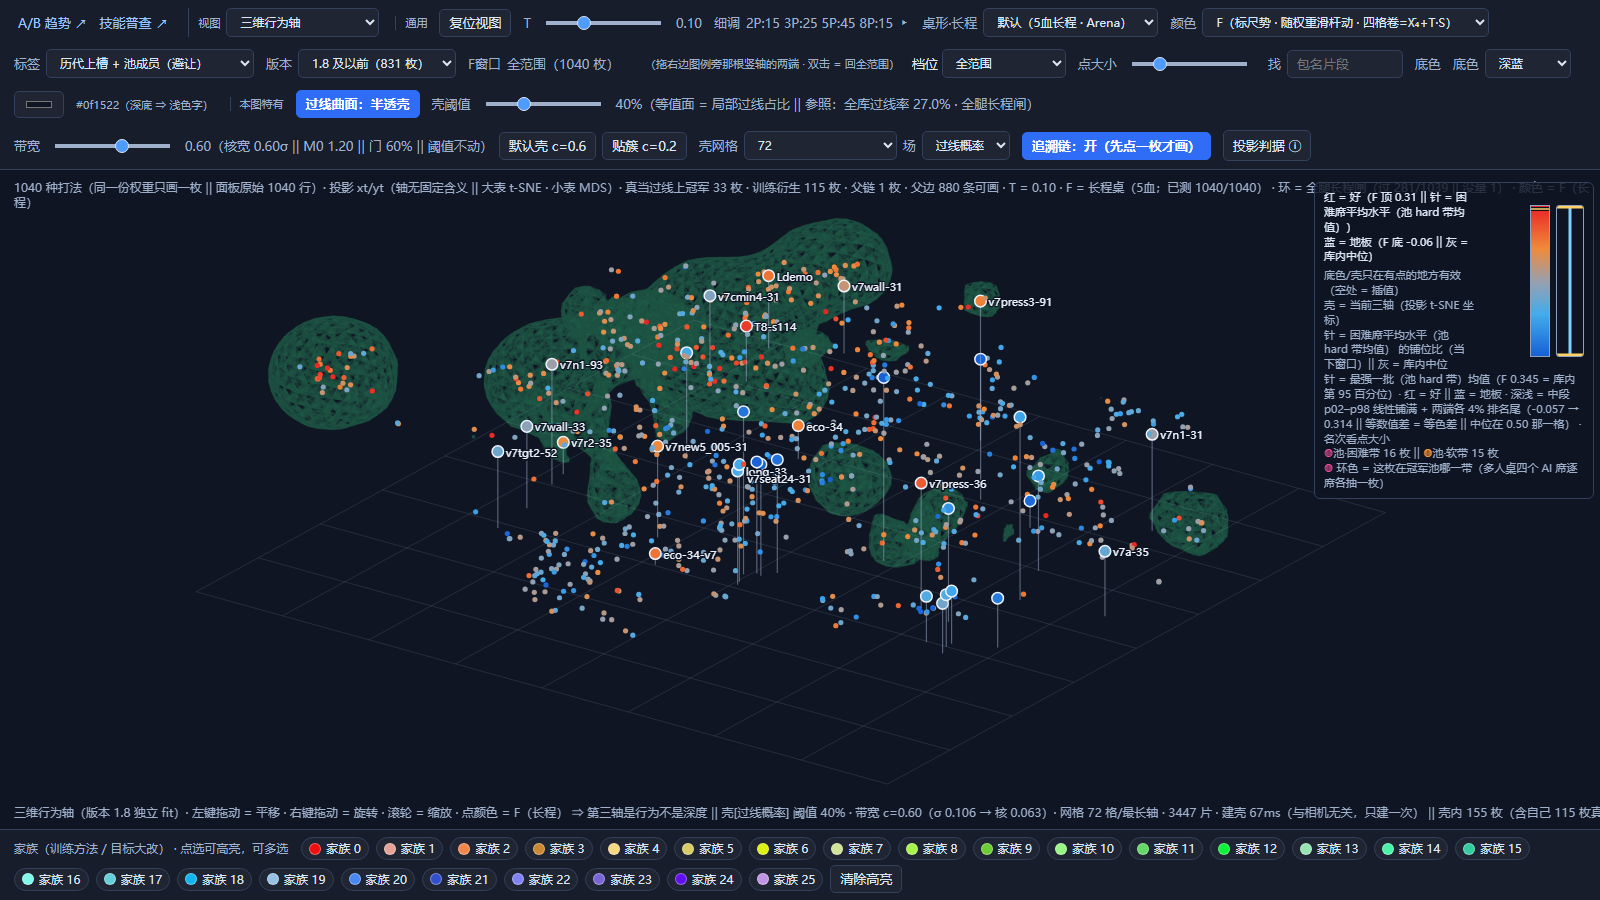 A/B 趋势 ↗ 技能普查 ↗ 视图 三维行为轴 通用 复位视图 T 0.10 细调 2P:15 3P:25 5P:45 8P:15 ▸ 桌形·长程 默认（5血长程 · Arena） 颜色 F（标尺势 · 随权重滑杆动 · 四格卷=X₄+T·S）
标签 历代上槽 + 池成员（避让） 版本 1.8 及以前（831 枚） F窗口 全范围（1040 枚） （拖右边图例旁那根竖轴的两端 · 双击 = 回全范围） 档位 全范围 点大小 找 包名片段 底色 底色 深蓝
#0f1522（深底 ⇒ 浅色字） 本图特有 过线曲面：半透壳 壳阈值 40%（等值面 = 局部过线占比 || 参照：全库过线率 27.0% · 全腿长程闸）
带宽 0.60（核宽 0.60σ || M0 1.20 || 门 60% || 阈值不动） 默认壳 c=0.6 贴簇 c=0.2 壳网格 72 场 过线概率 追溯链：开（先点一枚才画） 投影判据 ⓘ
1040 种打法（同一份权重只画一枚 || 面板原始 1040 行）· 投影 xt/yt（轴无固定含义 || 大表 t-SNE · 小表 MDS）· 真当过线上冠军 33 枚 · 训练衍生 115 枚 · 父链 1 枚 · 父边 880 条可画 · T = 0.10 · F = 长程桌（5血；已测 1040/1040） · 环 = 全
程）
红 = 好（F 顶 0.31 || 针 = 困
难席平均水平（池 hard 带均
值））
蓝 = 地板（F 底 -0.06 || 灰 =
库内中位）
底色/壳只在有点的地方有效
（空处 = 插值）
壳 = 当前三轴（投影 t-SNE 坐
标）
针 = 困难席平均水平（池
hard 带均值） 的铺位比（当
下窗口）|| 灰 = 库内中位
针 = 最强一批（池 hard 带）均值（F 0.345 = 库内
第 95 百分位）· 红 = 好 || 蓝 = 地板 · 深浅 = 中段
p02–p98 线性铺满 + 两端各 4% 排名尾（-0.057 →
0.314 || 等数值差 = 等色差 || 中位在 0.50 那一格）·
名次看点大小
池·困难带 16 枚 || 池·软带 15 枚
环色 = 这枚在冠军池哪一带（多人桌四个 AI 席逐
席各抽一枚）
Ldemo
v7wall-31
v7cmin4-31
v7press3-91
T8-s114
v7n1-93
v7wall-33
eco-34
v7n1-31
v7r2-35
v7new5_005-31
v7tgt2-52
long-33
v7seat24-31
v7press-36
eco-34-v7
v7a-35
三维行为轴（版本 1.8 独立 fit）· 左键拖动 = 平移 · 右键拖动 = 旋转 · 滚轮 = 缩放 · 点颜色 = F（长程） ⇒ 第三轴是行为不是深度 || 壳[过线概率] 阈值 40% · 带宽 c=0.60（σ 0.106 → 核 0.063）· 网格 72 格/最长轴 · 3447 片 · 建壳 67ms（与相机无关，只建一次） || 壳内 155 枚（含自己 115 枚真
家族（训练方法 / 目标大改）· 点选可高亮，可多选 家族 0 家族 1 家族 2 家族 3 家族 4 家族 5 家族 6 家族 7 家族 8 家族 9 家族 10 家族 11 家族 12 家族 13 家族 14 家族 15
家族 16 家族 17 家族 18 家族 19 家族 20 家族 21 家族 22 家族 23 家族 24 家族 25 清除高亮